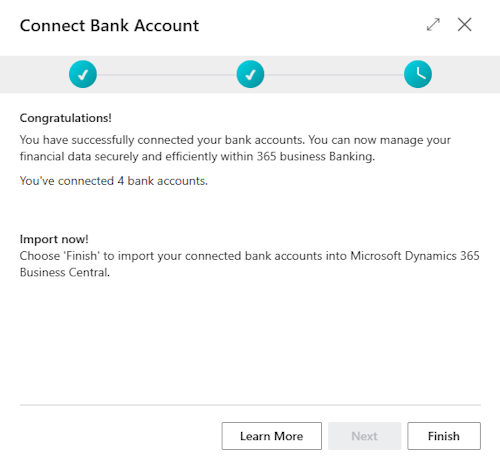 Connect Bank Account
Congratulations!
You have successfully connected your bank accounts. You can now manage your
financial data securely and efficiently within 365 business Banking.
You've connected 4 bank accounts.
Import now!
Choose 'Finish' to import your connected bank accounts into Microsoft Dynamics 365
Business Central.
Learn More
Next
Finish